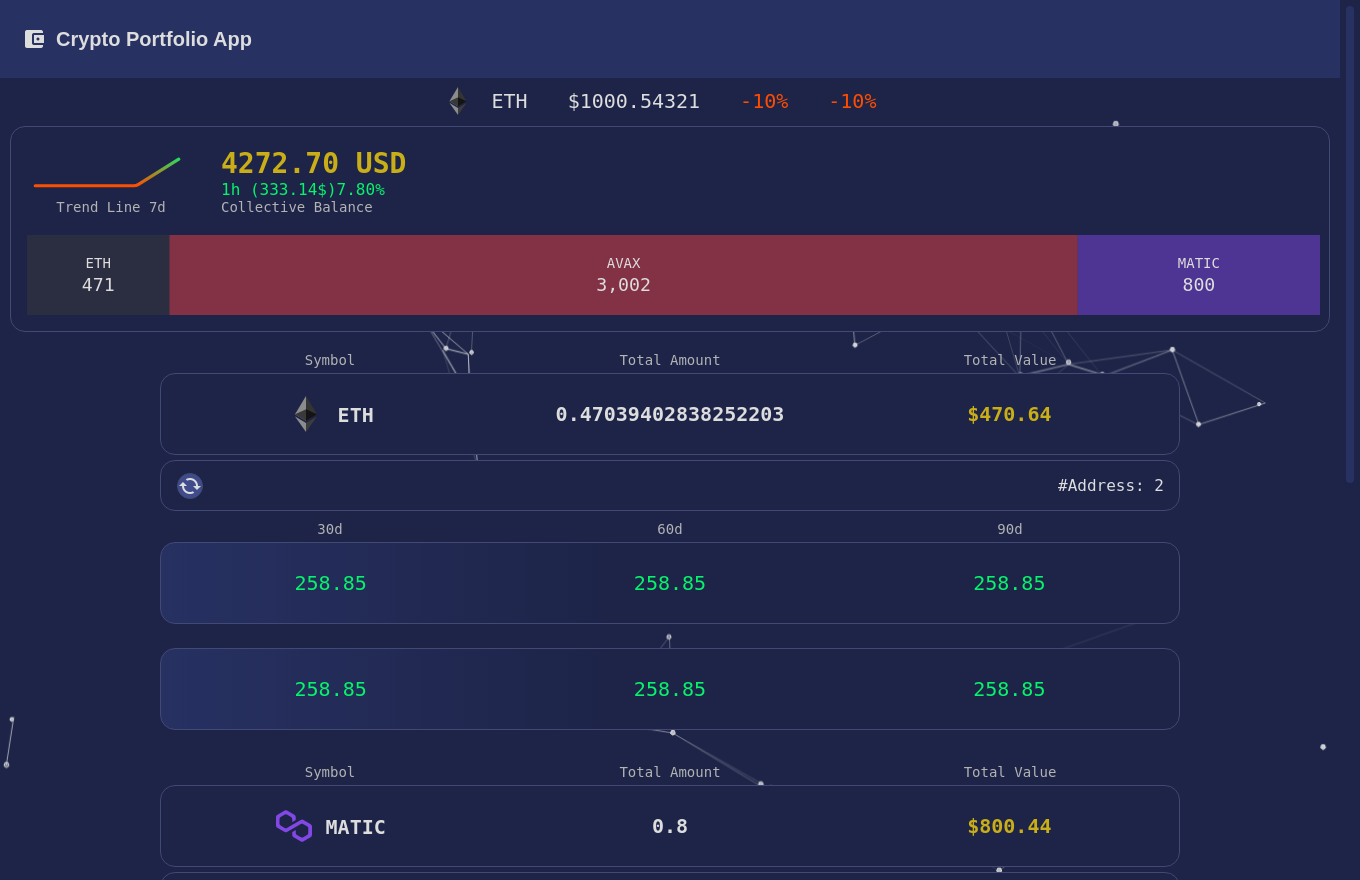 Crypto Portfolio App
ETH $1000.54321 -10% -10%
4272.70 USD
1h (333.14$)7.80%
Trend Line 7d Collective Balance
ETH AVAX MATIC
471 3,002 800
Symbol Total Amount Total Value
ETH 0.47039402838252203 $470.64
#Address: 2
30d 60d 90d
258.85 258.85 258.85
258.85 258.85 258.85
Symbol Total Amount Total Value
MATIC 0.8 $800.44